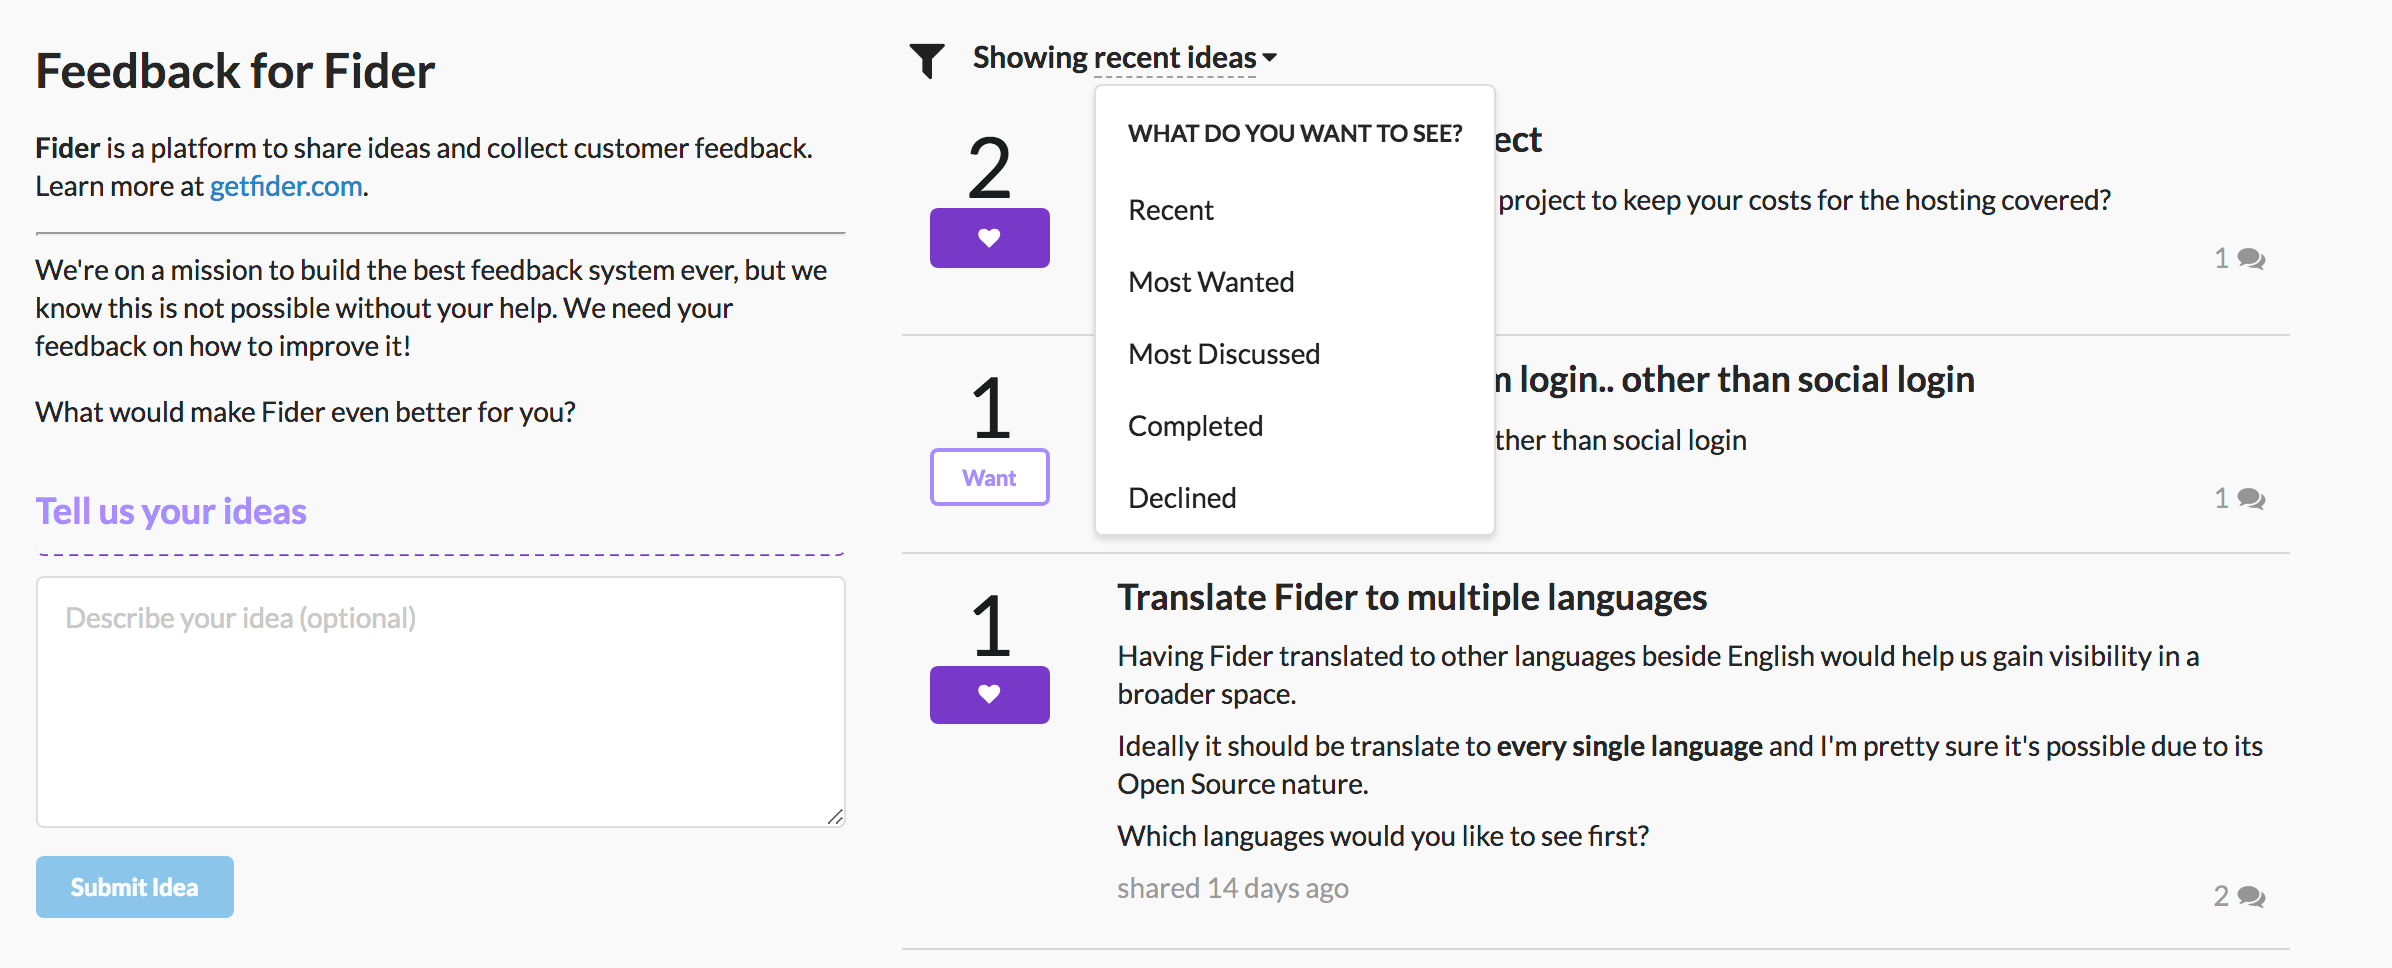 Feedback for Fider
Fider is a platform to share ideas and collect customer feedback.
Learn more at getfider.com.
We're on a mission to build the best feedback system ever, but we
know this is not possible without your help. We need your
feedback on how to improve it!
What would make Fider even better for you?
Tell us your ideas
Describe your idea (optional)
Submit Idea
Showing recent ideas
WHAT DO YOU WANT TO SEE?
Recent
Most Wanted
Most Discussed
Completed
Declined
2
project to keep your costs for the hosting covered?
1
1
Want
login.. other than social login
than social login
1
1
Translate Fider to multiple languages
Having Fider translated to other languages beside English would help us gain visibility in a
broader space.
Ideally it should be translate to every single language and I'm pretty sure it's possible due to its
Open Source nature.
Which languages would you like to see first?
shared 14 days ago
2